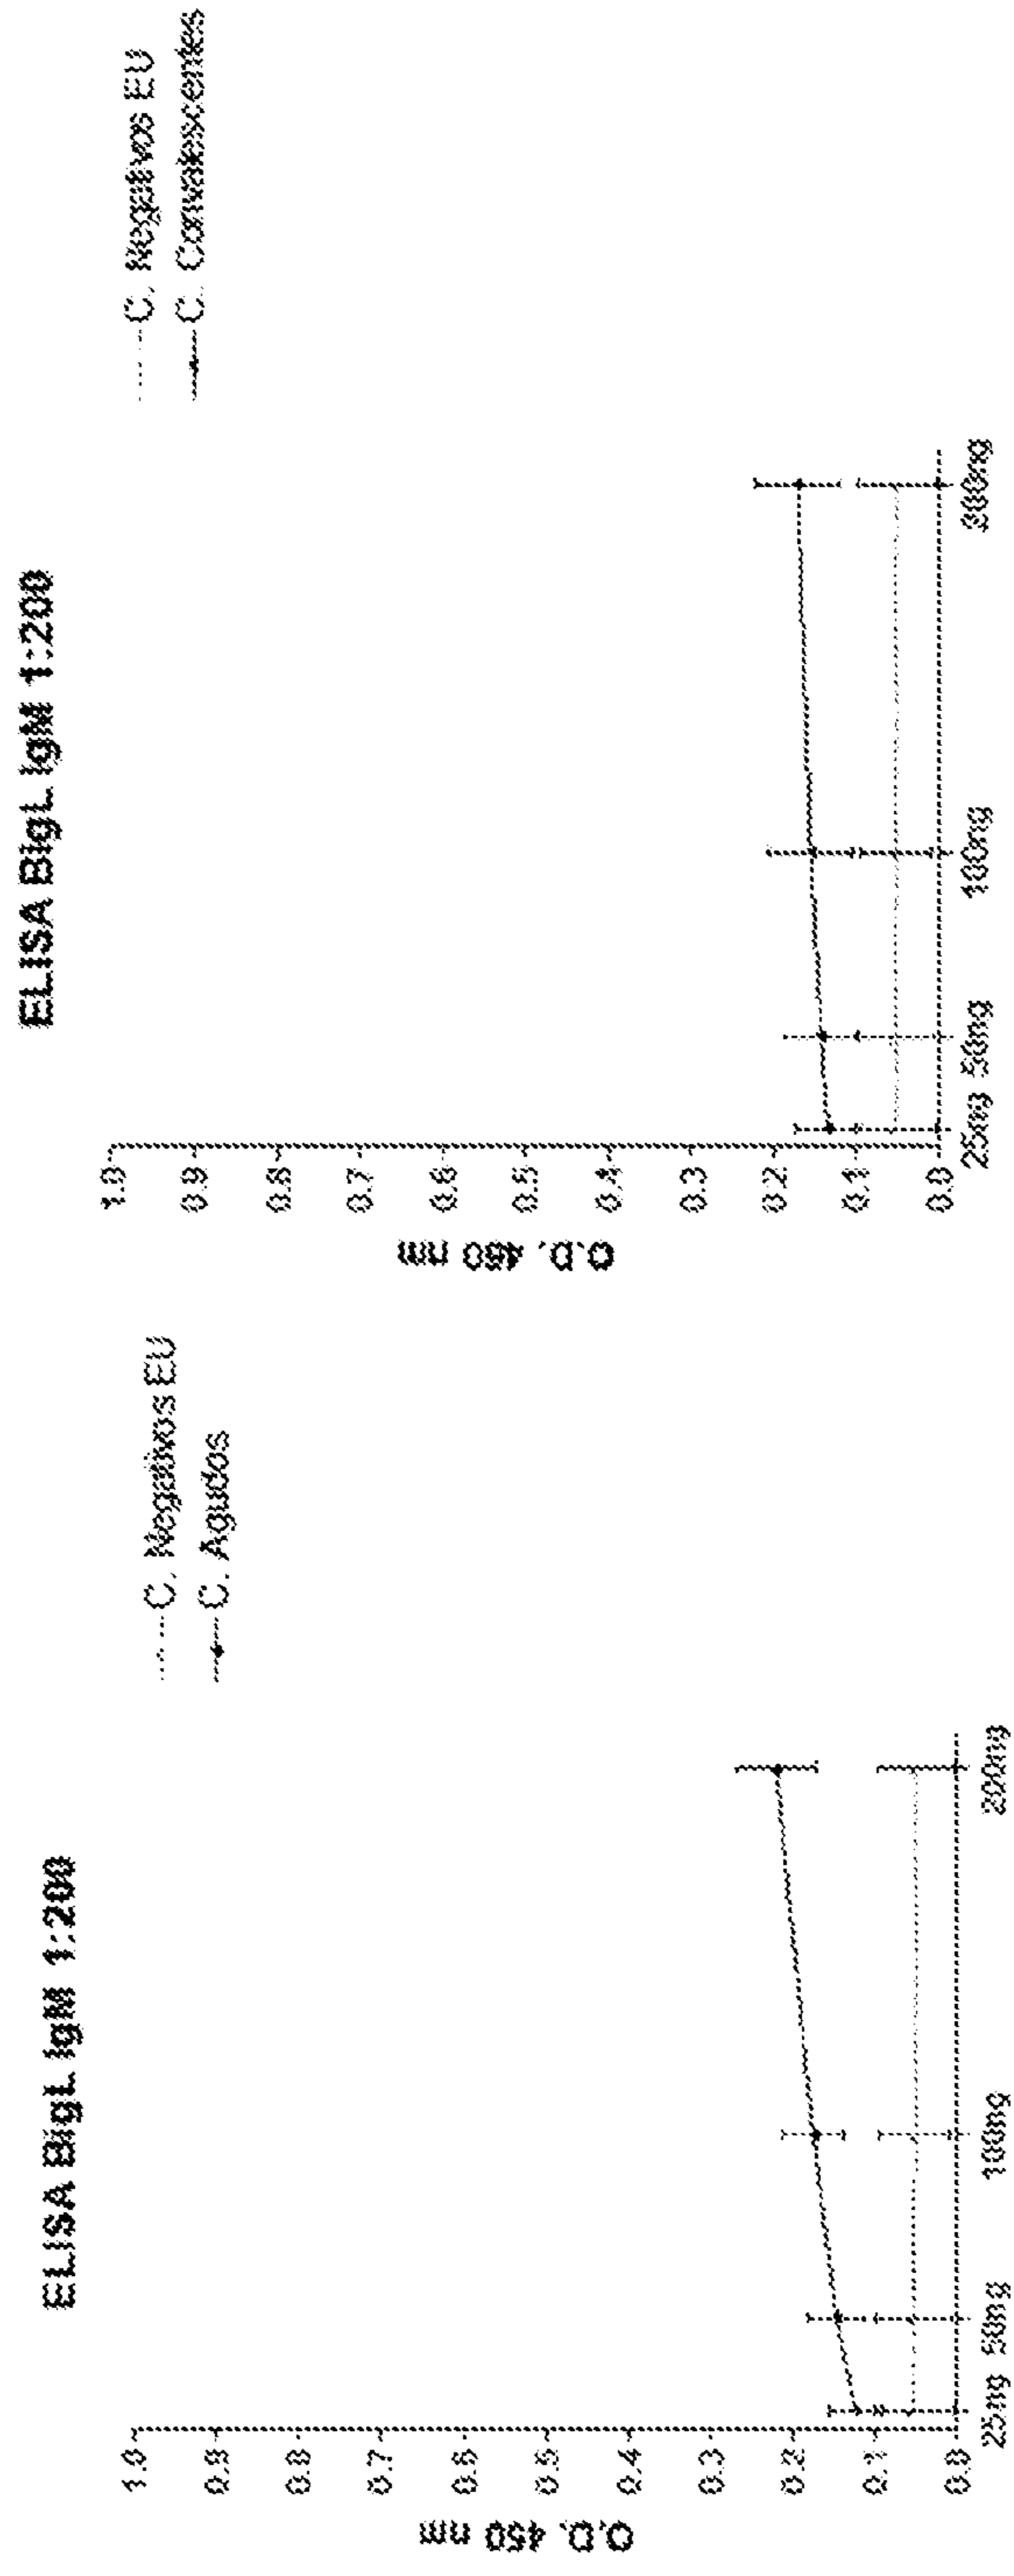 ELISA BigL IgM 1:200
C. Negativos EU
C. Agudos
O.D. 450 nm
1.0
0.9
0.8
0.7
0.6
0.5
0.4
0.3
0.2
0.1
0.0
25ng 50ng 100ng 200ng
ELISA BigL IgM 1:200
C. Negativos EU
C. Convalescentes
O.D. 450 nm
1.0
0.9
0.8
0.7
0.6
0.5
0.4
0.3
0.2
0.1
0.0
25ng 50ng 100ng 200ng